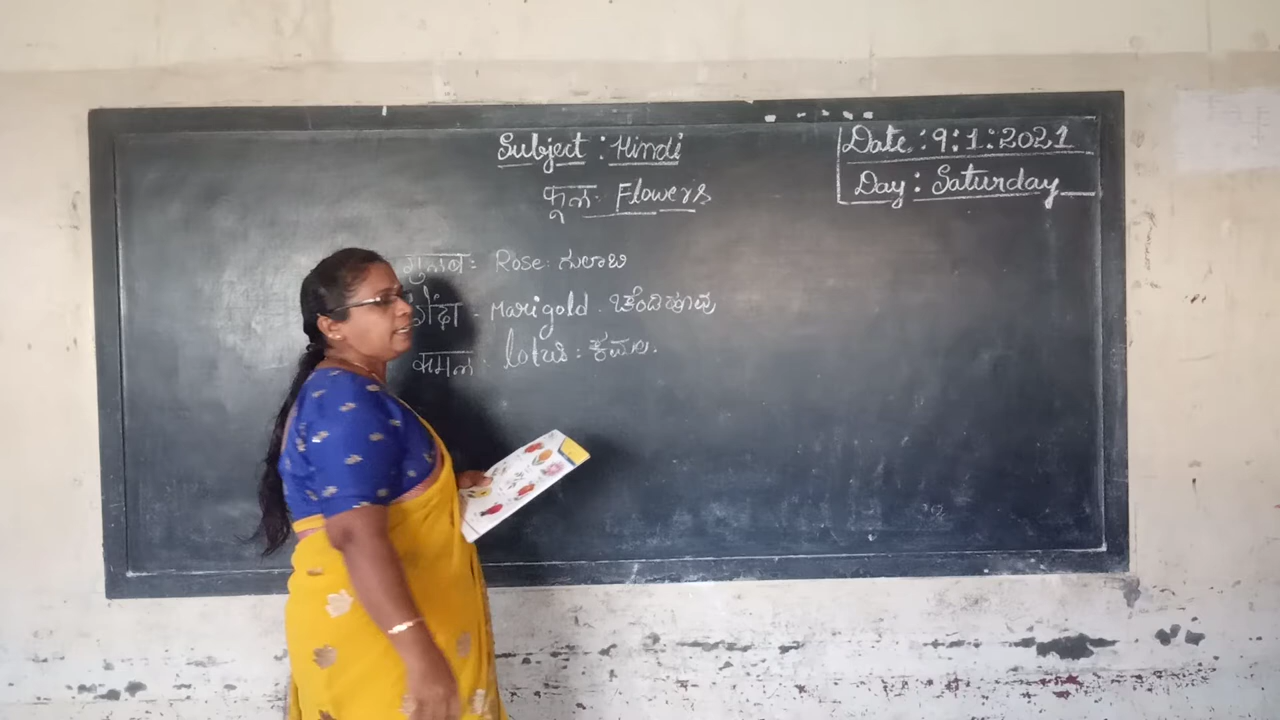 Subject : Hindi
Date : 9:1:2021
Day : Saturday
फूल. Flowers
गुलाब : Rose : ಗುಲಾಬಿ
गेंदा - Marigold . ಚೆಂದಿಹೂವು
कमल : lotus : ಕಮಲ.